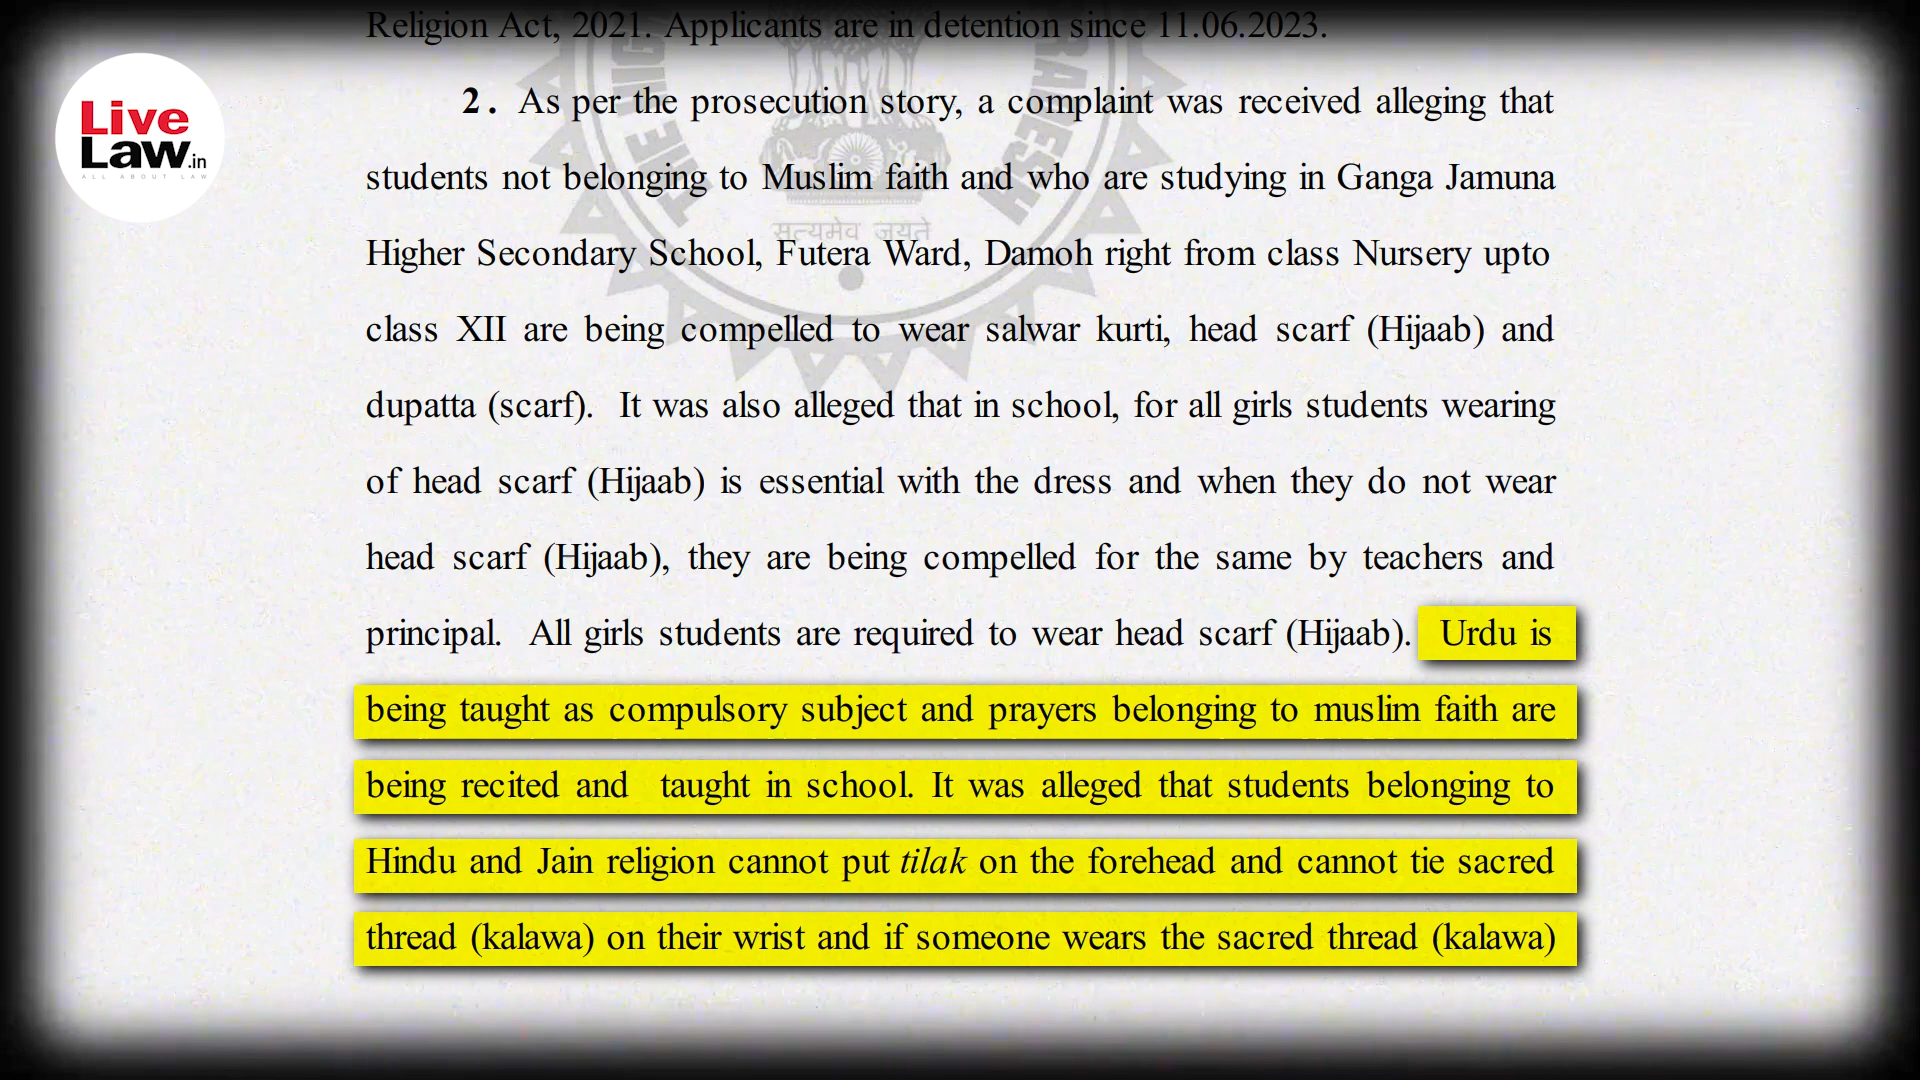 Religion Act, 2021. Applicants are in detention since 11.06.2023.
Live
Law.in
ALL ABOUT LAW
2. As per the prosecution story, a complaint was received alleging that
students not belonging to Muslim faith and who are studying in Ganga Jamuna
सत्यमेव जयते
Higher Secondary School, Futera Ward, Damoh right from class Nursery upto
class XII are being compelled to wear salwar kurti, head scarf (Hijaab) and
dupatta (scarf). It was also alleged that in school, for all girls students wearing
of head scarf (Hijaab) is essential with the dress and when they do not wear
head scarf (Hijaab), they are being compelled for the same by teachers and
principal. All girls students are required to wear head scarf (Hijaab). Urdu is
being taught as compulsory subject and prayers belonging to muslim faith are
being recited and taught in school. It was alleged that students belonging to
Hindu and Jain religion cannot put tilak on the forehead and cannot tie sacred
thread (kalawa) on their wrist and if someone wears the sacred thread (kalawa)